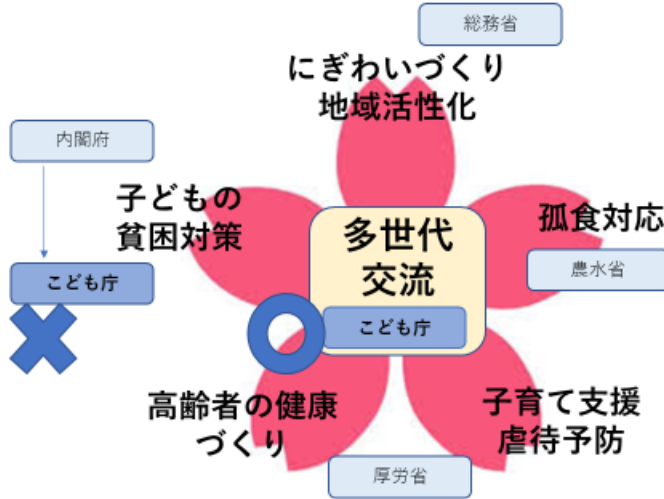 総務省
にぎわいづくり
地域活性化
内閣府
子どもの
貧困対策
孤食対応
農水省
多世代
交流
こども庁
こども庁
高齢者の健康
づくり
子育て支援
虐待予防
厚労省